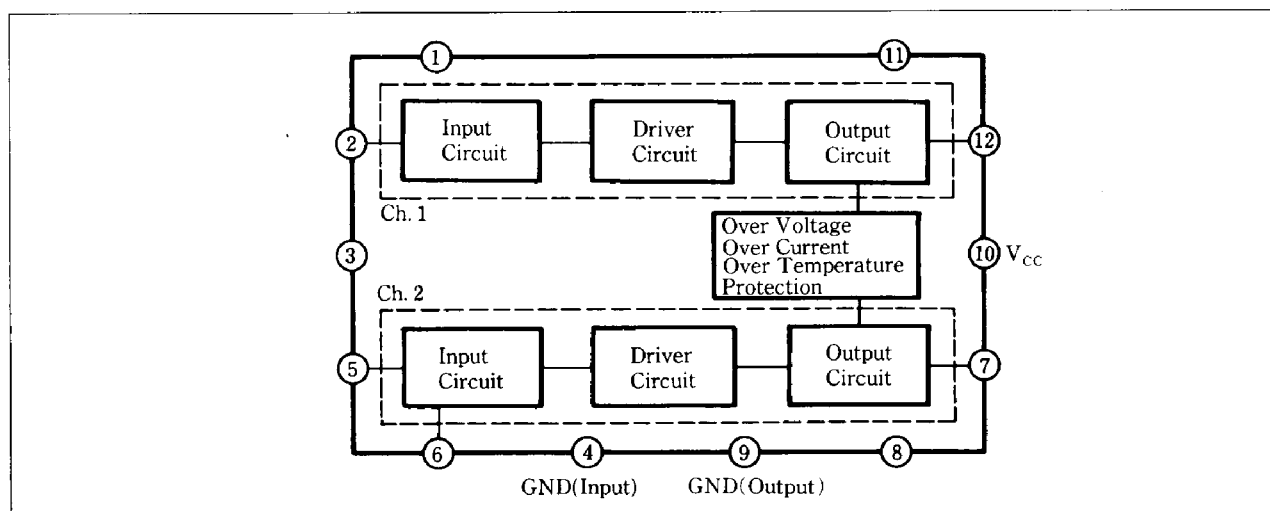 1
11
2
Input
Circuit
Driver
Circuit
Output
Circuit
12
Ch. 1
3
Over Voltage
Over Current
Over Temperature
Protection
10
VCC
Ch. 2
5
Input
Circuit
Driver
Circuit
Output
Circuit
7
6
4
9
8
GND(Input)
GND(Output)